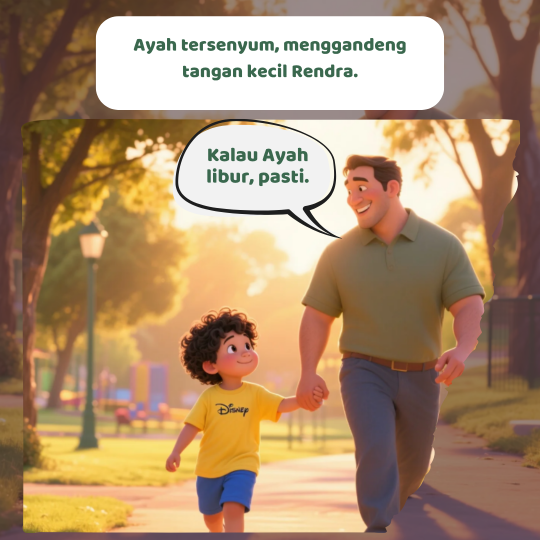 Ayah tersenyum, menggandeng
tangan kecil Rendra.
Kalau Ayah
libur, pasti.
Disney